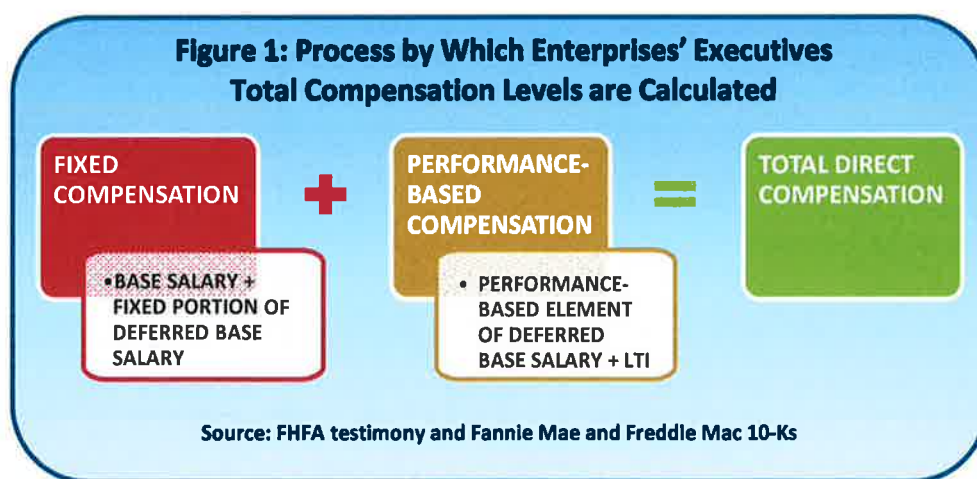 Figure 1: Process by Which Enterprises’ Executives
Total Compensation Levels are Calculated
FIXED
COMPENSATION
•BASE SALARY +
FIXED PORTION OF
DEFERRED BASE
SALARY
+
PERFORMANCE-
BASED
COMPENSATION
• PERFORMANCE-
BASED ELEMENT
OF DEFERRED
BASE SALARY + LTI
=
TOTAL DIRECT
COMPENSATION
Source: FHFA testimony and Fannie Mae and Freddie Mac 10-Ks